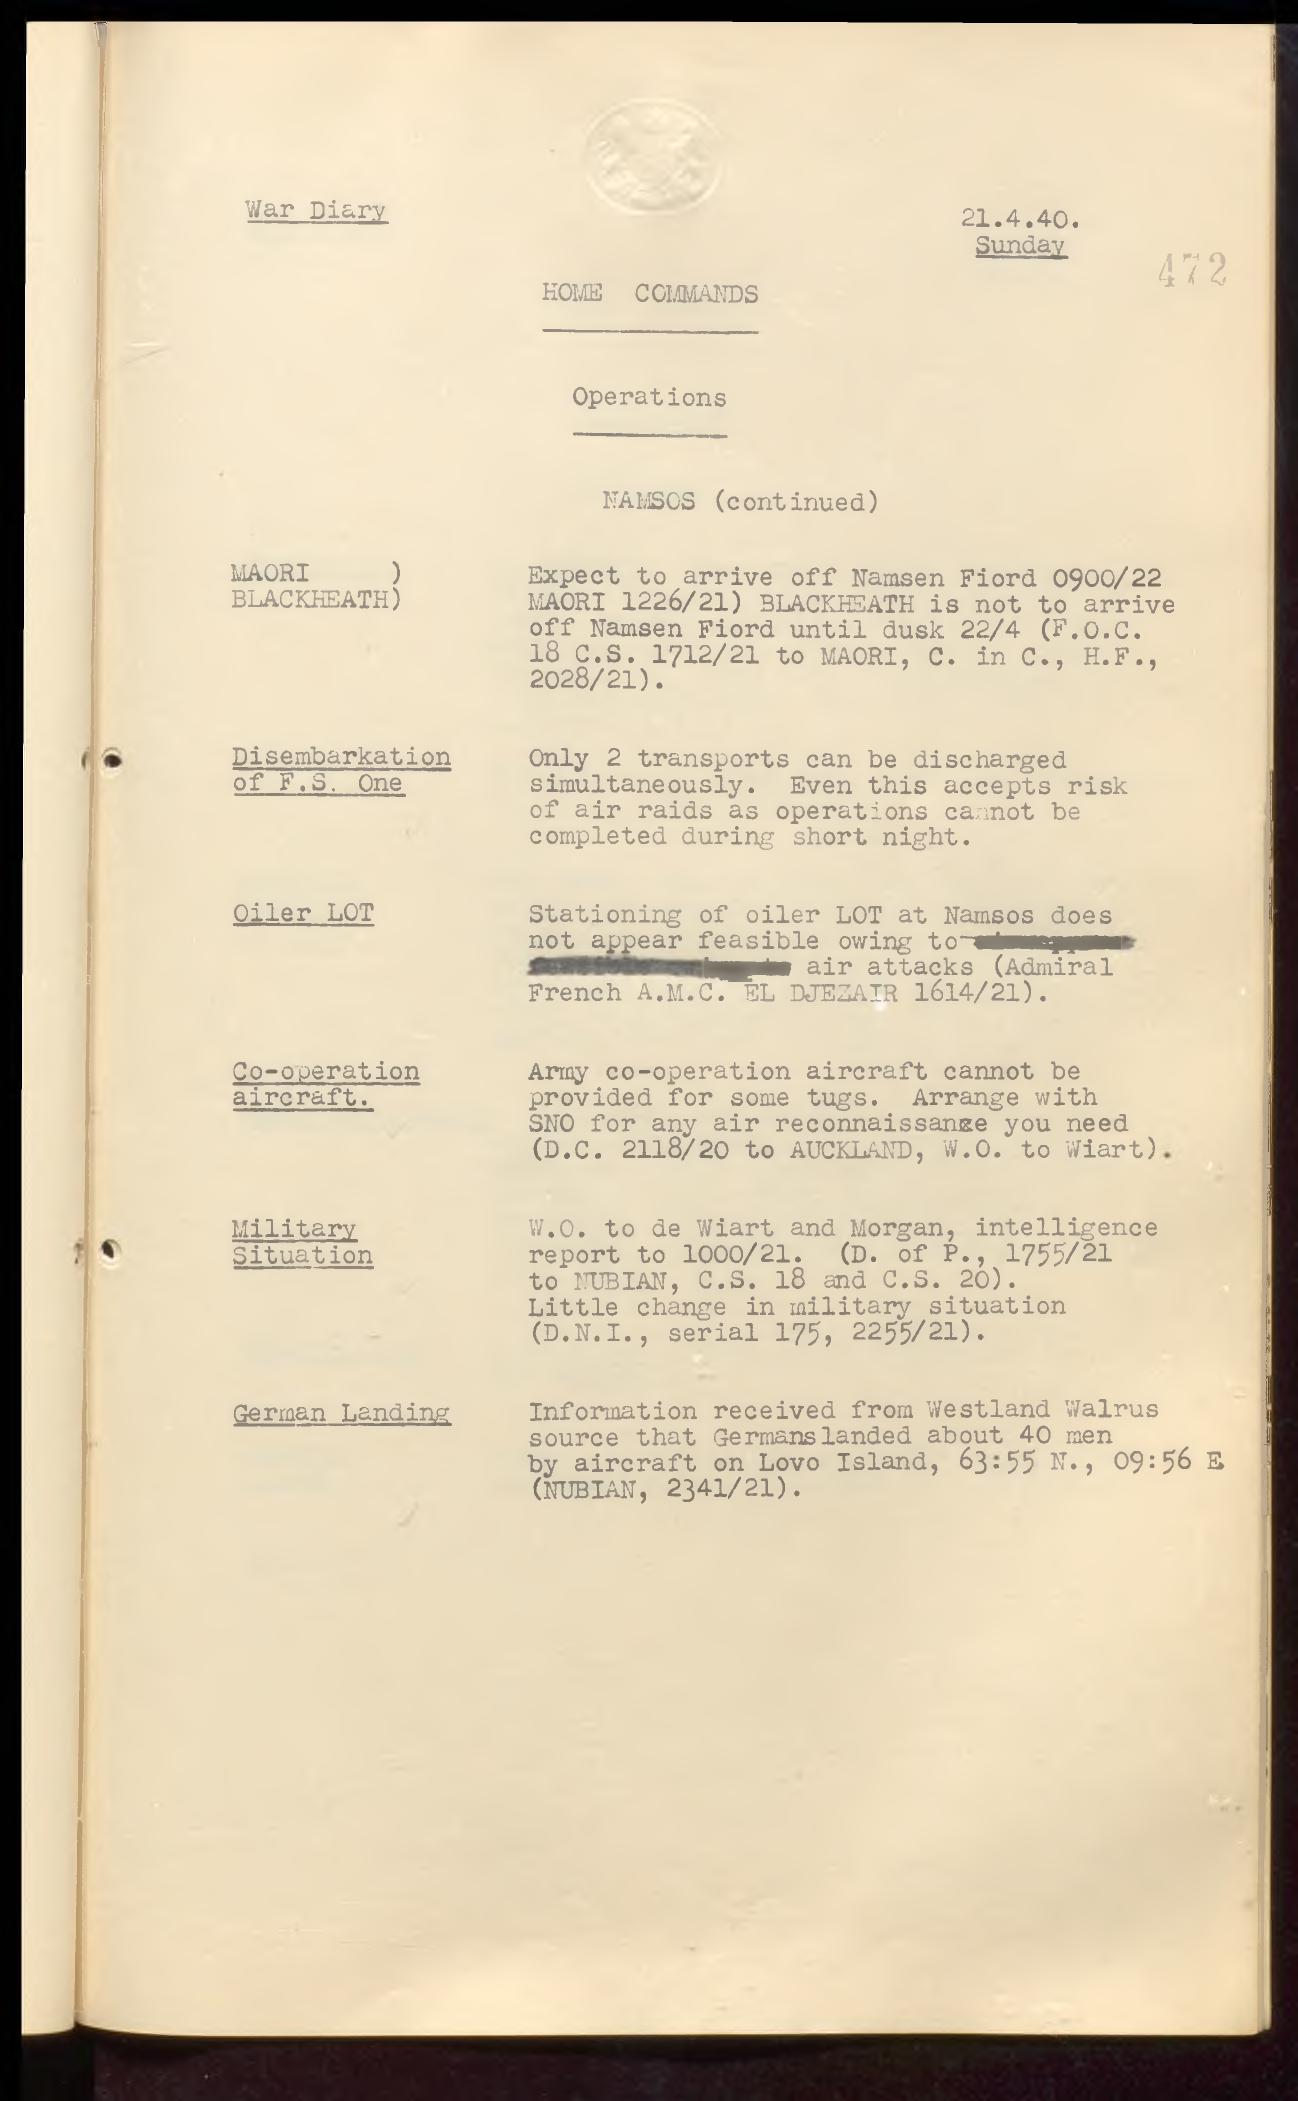 War Diary
21.4.40.
Sunday
472
HOME COMMANDS
Operations
NAMSOS (continued)
MAORI )
BLACKHEATH)
Expect to arrive off Namsen Fiord 0900/22
MAORI 1226/21) BLACKHEATH is not to arrive
off Namsen Fiord until dusk 22/4 (F.O.C.
18 C.S. 1712/21 to MAORI, C. in C., H.F.,
2028/21).
Disembarkation
of F.S. One
Only 2 transports can be discharged
simultaneously. Even this accepts risk
of air raids as operations cannot be
completed during short night.
Oiler LOT
Stationing of oiler LOT at Namsos does
not appear feasible owing to
air attacks (Admiral
French A.M.C. EL DJEZAIR 1614/21).
Co-operation
aircraft.
Army co-operation aircraft cannot be
provided for some tugs. Arrange with
SNO for any air reconnaissance you need
(D.C. 2118/20 to AUCKLAND, W.O. to Wiart).
Military
Situation
W.O. to de Wiart and Morgan, intelligence
report to 1000/21. (D. of P., 1755/21
to NUBIAN, C.S. 18 and C.S. 20).
Little change in military situation
(D.N.I., serial 175, 2255/21).
German Landing
Information received from Westland Walrus
source that Germans landed about 40 men
by aircraft on Lovo Island, 63:55 N., 09:56 E
(NUBIAN, 2341/21).